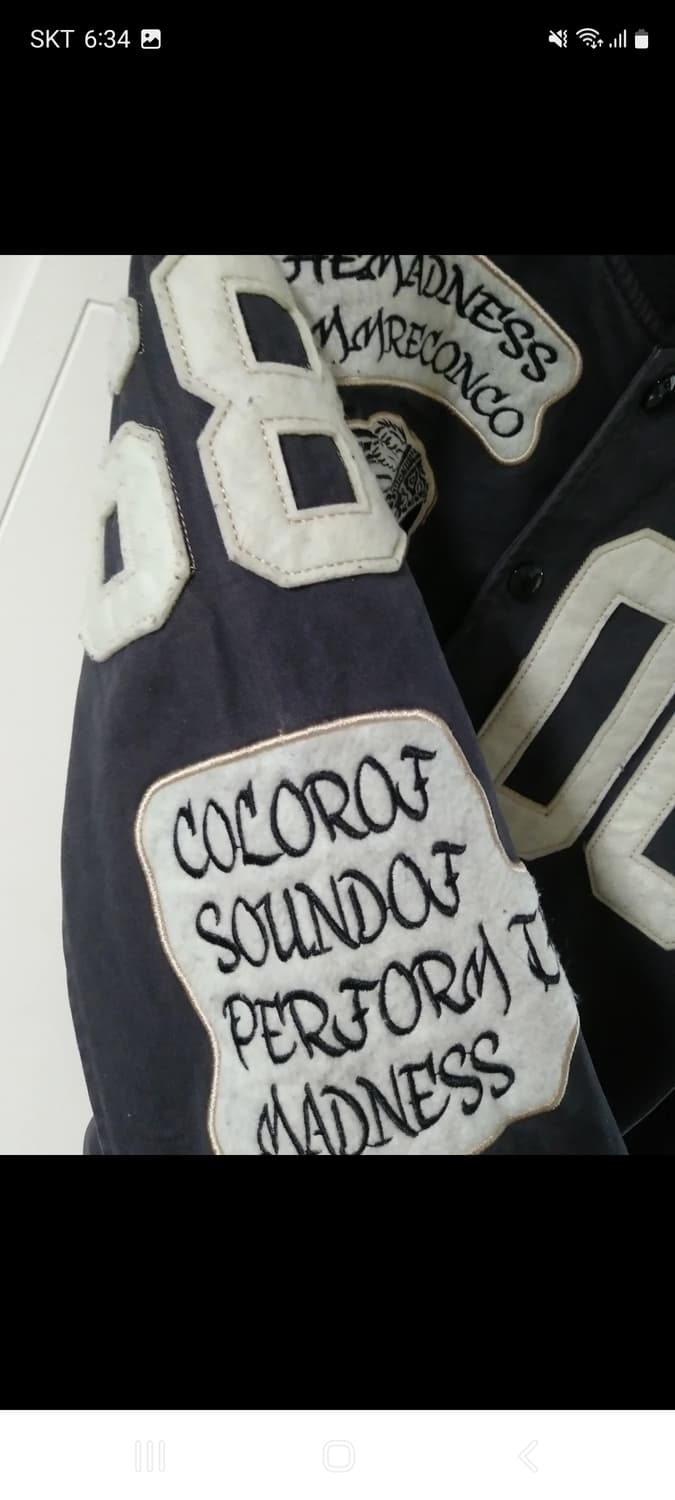 SKT 6:34
HEMADNESS
MMRECONCO
68
COLOROF
SOUNDOF
PERFORM T
MADNESS